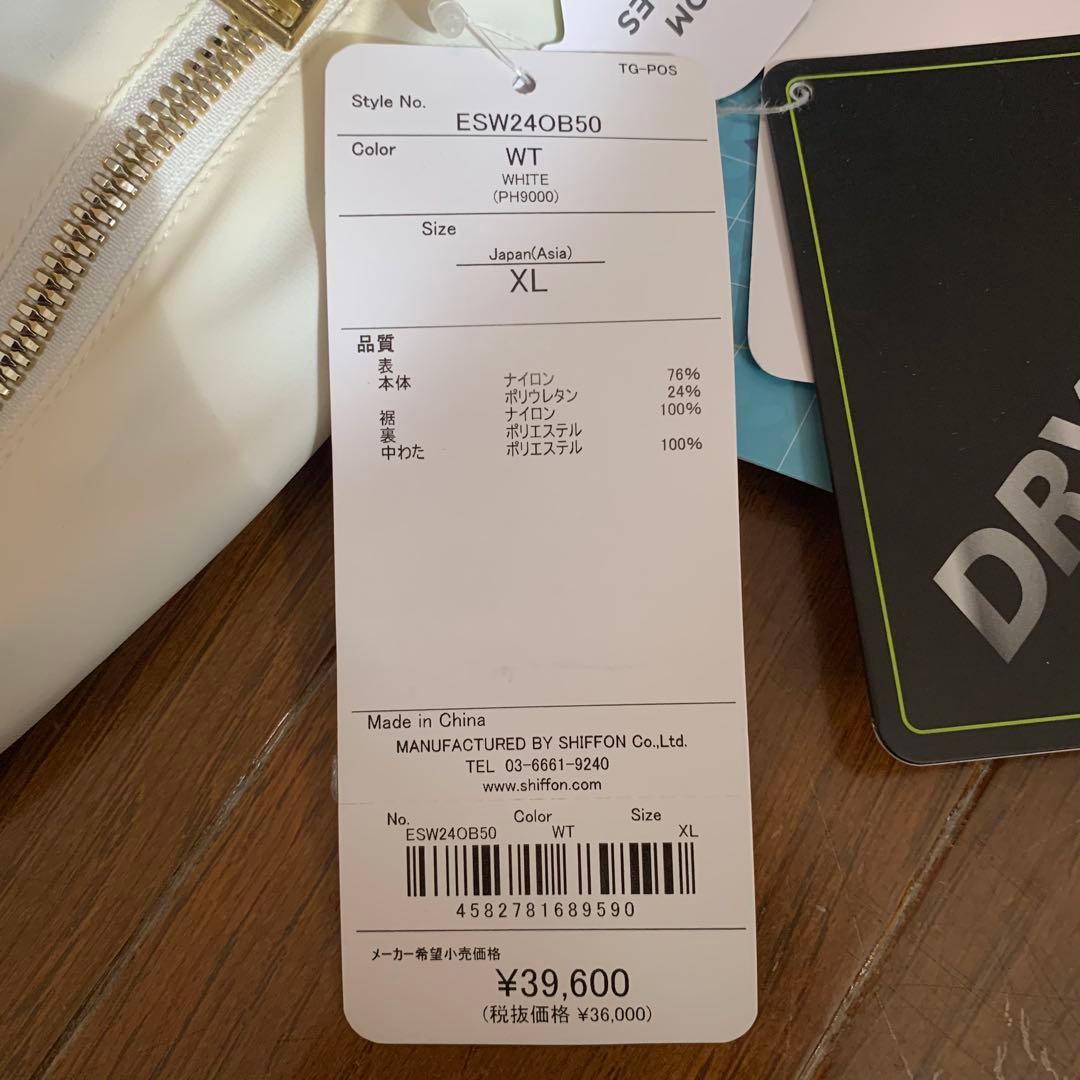 OM
ES
TG-POS
Style No.
ESW24OB50
Color
WT
WHITE
(PH9000)
Size
Japan(Asia)
XL
品質
表
本体 ナイロン 76%
ポリウレタン 24%
裾 ナイロン 100%
裏 ポリエステル
中わた ポリエステル 100%
Made in China
MANUFACTURED BY SHIFFON Co.,Ltd.
TEL 03-6661-9240
www.shiffon.com
No. Color Size
ESW24OB50 WT XL
4582781689590
メーカー希望小売価格
¥39,600
(税抜価格 ¥36,000)
DRY